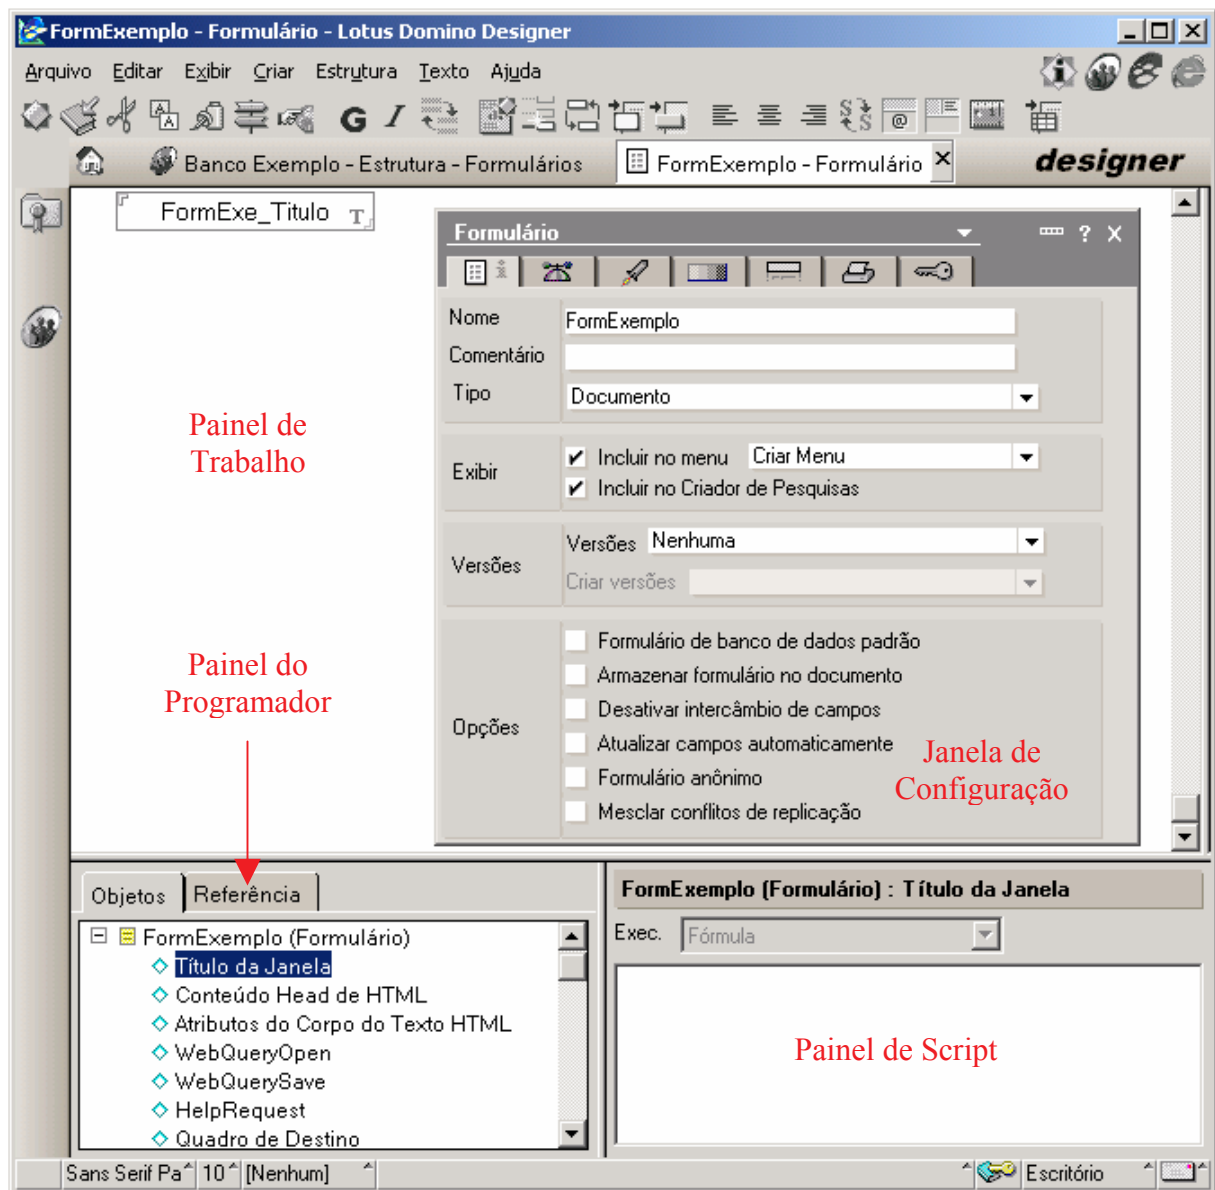 FormExemplo - Formulário - Lotus Domino Designer
Arquivo Editar Exibir Criar Estrutura Texto Ajuda
G I
Banco Exemplo - Estrutura - Formulários
FormExemplo - Formulário
designer
FormExe_Titulo T
Formulário
Nome FormExemplo
Comentário
Tipo Documento
Painel de
Trabalho
Exibir
Incluir no menu Criar Menu
Incluir no Criador de Pesquisas
Versões
Versões Nenhuma
Criar versões
Painel do
Programador
Opções
Formulário de banco de dados padrão
Armazenar formulário no documento
Desativar intercâmbio de campos
Atualizar campos automaticamente
Formulário anônimo
Mesclar conflitos de replicação
Janela de
Configuração
Objetos Referência
FormExemplo (Formulário)
Título da Janela
Conteúdo Head de HTML
Atributos do Corpo do Texto HTML
WebQueryOpen
WebQuerySave
HelpRequest
Quadro de Destino
FormExemplo (Formulário) : Título da Janela
Exec. Fórmula
Painel de Script
Sans Serif Pa 10 [Nenhum] Escritório